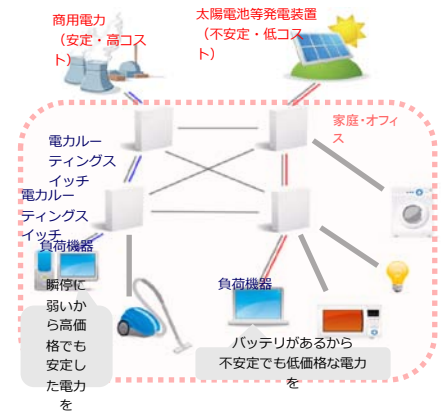 商用電力
（安定・高コス
ト）
太陽電池等発電装置
（不安定・低コス
ト）
家庭・オフィ
ス
電力ルー
ティングス
イッチ
電力ルー
ティングス
イッチ
負荷機器
負荷機器
瞬停に
弱いか
ら高価
格でも
安定し
た電力
を
バッテリがあるから
不安定でも低価格な電力
を